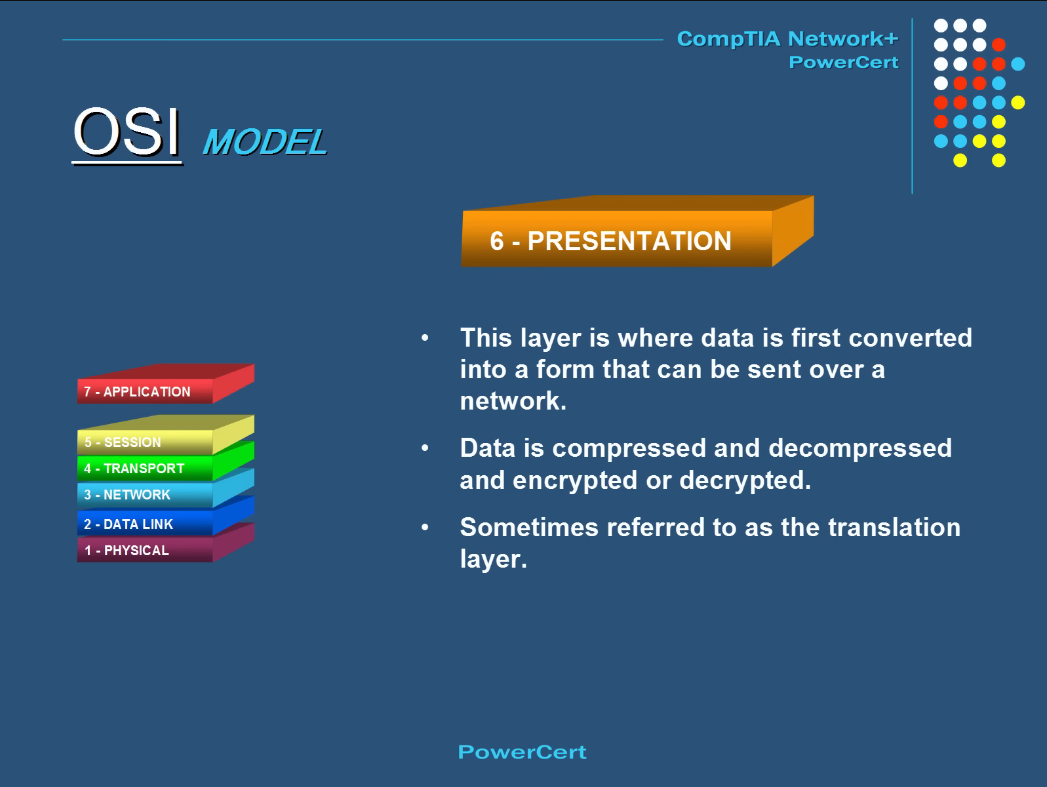 CompTIA Network+
PowerCert
OSI MODEL
6 - PRESENTATION
• This layer is where data is first converted
into a form that can be sent over a
network.
• Data is compressed and decompressed
and encrypted or decrypted.
• Sometimes referred to as the translation
layer.
7 - APPLICATION
5 - SESSION
4 - TRANSPORT
3 - NETWORK
2 - DATA LINK
1 - PHYSICAL
PowerCert